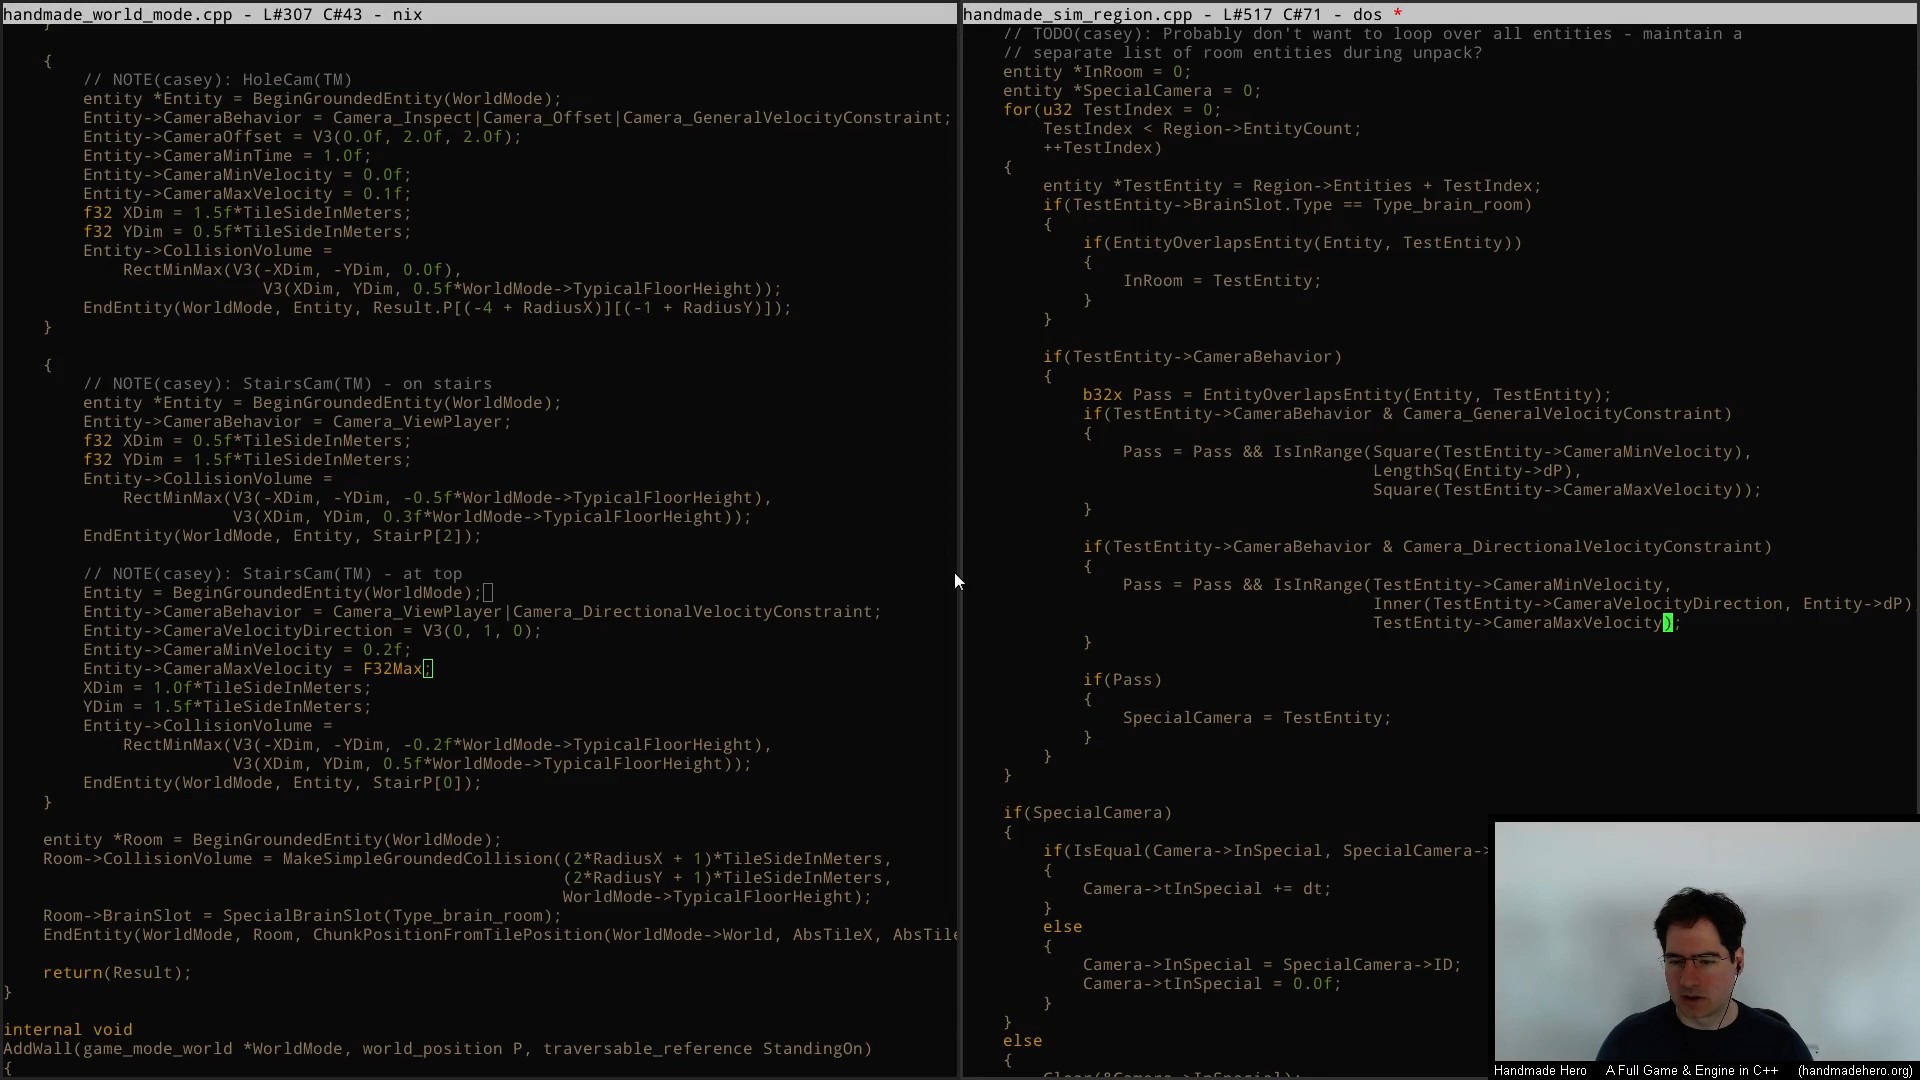 handmade_world_mode.cpp - L#307 C#43 - nix
}
{
// NOTE(casey): HoleCam(TM)
entity *Entity = BeginGroundedEntity(WorldMode);
Entity->CameraBehavior = Camera_Inspect|Camera_Offset|Camera_GeneralVelocityConstraint;
Entity->CameraOffset = V3(0.0f, 2.0f, 2.0f);
Entity->CameraMinTime = 1.0f;
Entity->CameraMinVelocity = 0.0f;
Entity->CameraMaxVelocity = 0.1f;
f32 XDim = 1.5f*TileSideInMeters;
f32 YDim = 0.5f*TileSideInMeters;
Entity->CollisionVolume =
RectMinMax(V3(-XDim, -YDim, 0.0f),
V3(XDim, YDim, 0.5f*WorldMode->TypicalFloorHeight));
EndEntity(WorldMode, Entity, Result.P[(-4 + RadiusX)][(-1 + RadiusY)]);
}
{
// NOTE(casey): StairsCam(TM) - on stairs
entity *Entity = BeginGroundedEntity(WorldMode);
Entity->CameraBehavior = Camera_ViewPlayer;
f32 XDim = 0.5f*TileSideInMeters;
f32 YDim = 1.5f*TileSideInMeters;
Entity->CollisionVolume =
RectMinMax(V3(-XDim, -YDim, -0.5f*WorldMode->TypicalFloorHeight),
V3(XDim, YDim, 0.3f*WorldMode->TypicalFloorHeight));
EndEntity(WorldMode, Entity, StairP[2]);
// NOTE(casey): StairsCam(TM) - at top
Entity = BeginGroundedEntity(WorldMode);
Entity->CameraBehavior = Camera_ViewPlayer|Camera_DirectionalVelocityConstraint;
Entity->CameraVelocityDirection = V3(0, 1, 0);
Entity->CameraMinVelocity = 0.2f;
Entity->CameraMaxVelocity = F32Max;
XDim = 1.0f*TileSideInMeters;
YDim = 1.5f*TileSideInMeters;
Entity->CollisionVolume =
RectMinMax(V3(-XDim, -YDim, -0.2f*WorldMode->TypicalFloorHeight),
V3(XDim, YDim, 0.5f*WorldMode->TypicalFloorHeight));
EndEntity(WorldMode, Entity, StairP[0]);
}
entity *Room = BeginGroundedEntity(WorldMode);
Room->CollisionVolume = MakeSimpleGroundedCollision((2*RadiusX + 1)*TileSideInMeters,
(2*RadiusY + 1)*TileSideInMeters,
WorldMode->TypicalFloorHeight);
Room->BrainSlot = SpecialBrainSlot(Type_brain_room);
EndEntity(WorldMode, Room, ChunkPositionFromTilePosition(WorldMode->World, AbsTileX, AbsTile
return(Result);
}
internal void
AddWall(game_mode_world *WorldMode, world_position P, traversable_reference StandingOn)
{
handmade_sim_region.cpp - L#517 C#71 - dos *
// TODO(casey): Probably don't want to loop over all entities - maintain a
// separate list of room entities during unpack?
entity *InRoom = 0;
entity *SpecialCamera = 0;
for(u32 TestIndex = 0;
TestIndex < Region->EntityCount;
++TestIndex)
{
entity *TestEntity = Region->Entities + TestIndex;
if(TestEntity->BrainSlot.Type == Type_brain_room)
{
if(EntityOverlapsEntity(Entity, TestEntity))
{
InRoom = TestEntity;
}
}
if(TestEntity->CameraBehavior)
{
b32x Pass = EntityOverlapsEntity(Entity, TestEntity);
if(TestEntity->CameraBehavior & Camera_GeneralVelocityConstraint)
{
Pass = Pass && IsInRange(Square(TestEntity->CameraMinVelocity),
LengthSq(Entity->dP),
Square(TestEntity->CameraMaxVelocity));
}
if(TestEntity->CameraBehavior & Camera_DirectionalVelocityConstraint)
{
Pass = Pass && IsInRange(TestEntity->CameraMinVelocity,
Inner(TestEntity->CameraVelocityDirection, Entity->dP)
TestEntity->CameraMaxVelocity);
}
if(Pass)
{
SpecialCamera = TestEntity;
}
}
}
if(SpecialCamera)
{
if(IsEqual(Camera->InSpecial, SpecialCamera->
{
Camera->tInSpecial += dt;
}
else
{
Camera->InSpecial = SpecialCamera->ID;
Camera->tInSpecial = 0.0f;
}
}
else
{
Clear(&Camera->InSpecial);
Handmade Hero A Full Game & Engine in C++ (handmadehero.org)